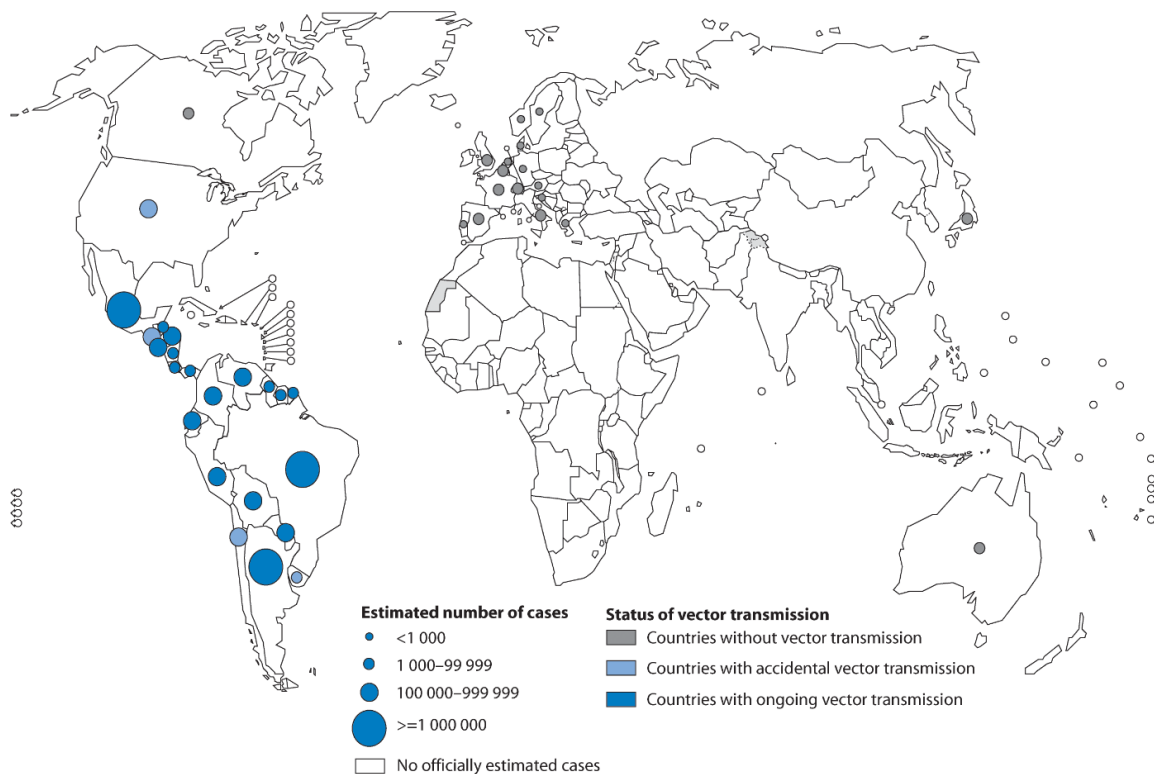 Estimated number of cases
<1 000
1 000–99 999
100 000–999 999
>=1 000 000
No officially estimated cases
Status of vector transmission
Countries without vector transmission
Countries with accidental vector transmission
Countries with ongoing vector transmission